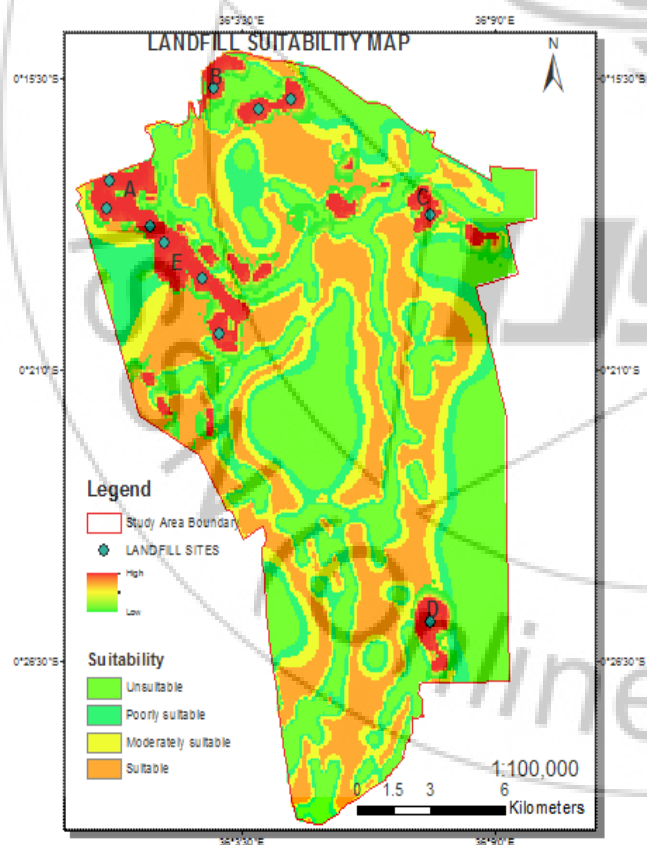 36°3'30"E 36°9'0"E
LANDFILL SUITABILITY MAP
N
0°15'30"S 0°15'30"S
B
A
C
E
0°21'0"S 0°21'0"S
Legend
Study Area Boundary
LANDFILL SITES
High
Low
D
0°26'30"S 0°26'30"S
Suitability
Unsuitable
Poorly suitable
Moderately suitable
Suitable
1:100,000
0 1.5 3 6
Kilometers
36°3'30"E 36°9'0"E
nline